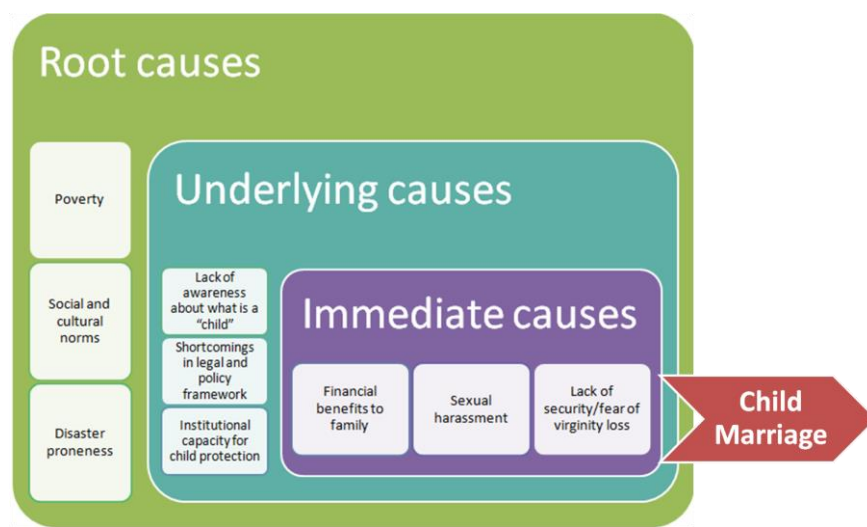 Root causes
Poverty
Social and
cultural
norms
Disaster
proneness
Underlying causes
Lack of
awareness
about what is a
“child”
Shortcomings
in legal and
policy
framework
Institutional
capacity for
child protection
Immediate causes
Financial
benefits to
family
Sexual
harassment
Lack of
security/fear of
virginity loss
Child
Marriage